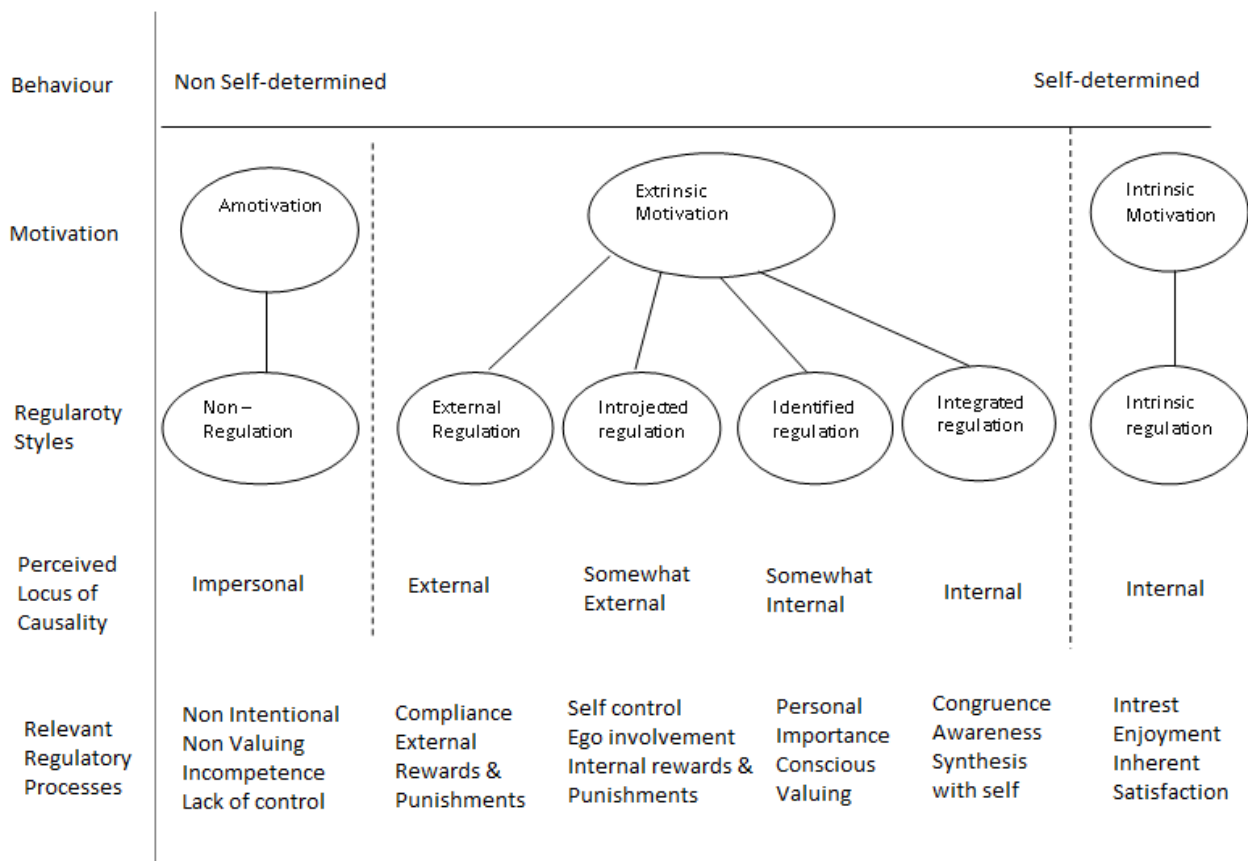 Behaviour
Non Self-determined
Self-determined
Motivation
Amotivation
Extrinsic
Motivation
Intrinsic
Motivation
Regularoty
Styles
Non –
Regulation
External
Regulation
Introjected
regulation
Identified
regulation
Integrated
regulation
Intrinsic
regulation
Perceived
Locus of
Causality
Impersonal
External
Somewhat
External
Somewhat
Internal
Internal
Internal
Relevant
Regulatory
Processes
Non Intentional
Non Valuing
Incompetence
Lack of control
Compliance
External
Rewards &
Punishments
Self control
Ego involvement
Internal rewards &
Punishments
Personal
Importance
Conscious
Valuing
Congruence
Awareness
Synthesis
with self
Intrest
Enjoyment
Inherent
Satisfaction